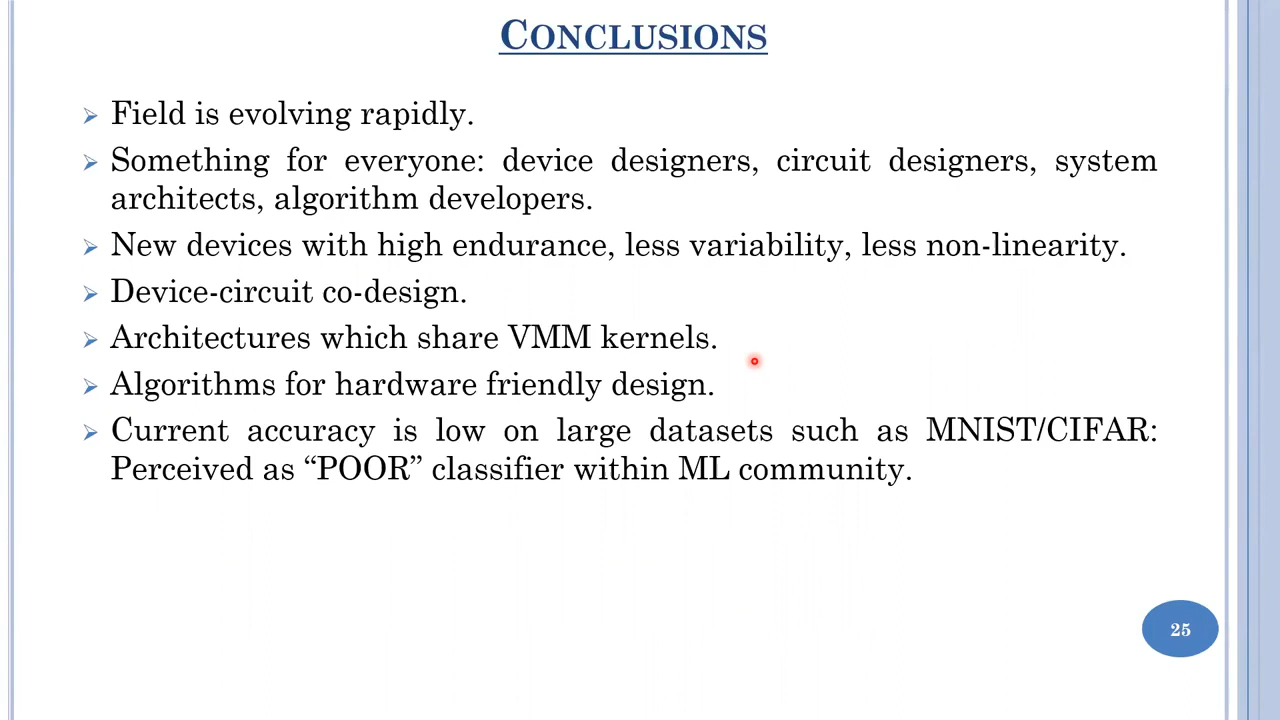 CONCLUSIONS
Field is evolving rapidly.
Something for everyone: device designers, circuit designers, system
architects, algorithm developers.
New devices with high endurance, less variability, less non-linearity.
Device-circuit co-design.
Architectures which share VMM kernels.
Algorithms for hardware friendly design.
Current accuracy is low on large datasets such as MNIST/CIFAR:
Perceived as “POOR” classifier within ML community.
25